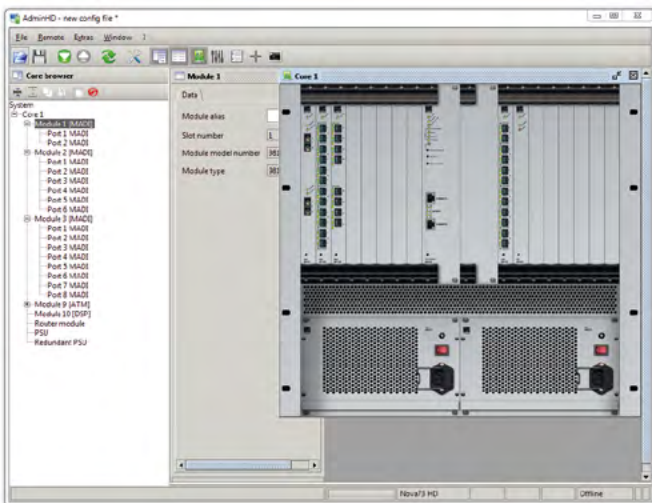 AdminHD - new config file *
File Remote Extras Window ?
Core browser
System
Core 1
Module 1 [MADI]
Port 1 MADI
Port 2 MADI
Module 2 [MADI]
Port 1 MADI
Port 2 MADI
Port 3 MADI
Port 4 MADI
Port 5 MADI
Port 6 MADI
Module 3 [MADI]
Port 1 MADI
Port 2 MADI
Port 3 MADI
Port 4 MADI
Port 5 MADI
Port 6 MADI
Port 7 MADI
Port 8 MADI
Module 9 [ATM]
Module 10 [DSP]
Router module
PSU
Redundant PSU
Module 1
Data
Module alias
Slot number 1
Module model number
Module type
Core 1
Nova73 HD
Offline